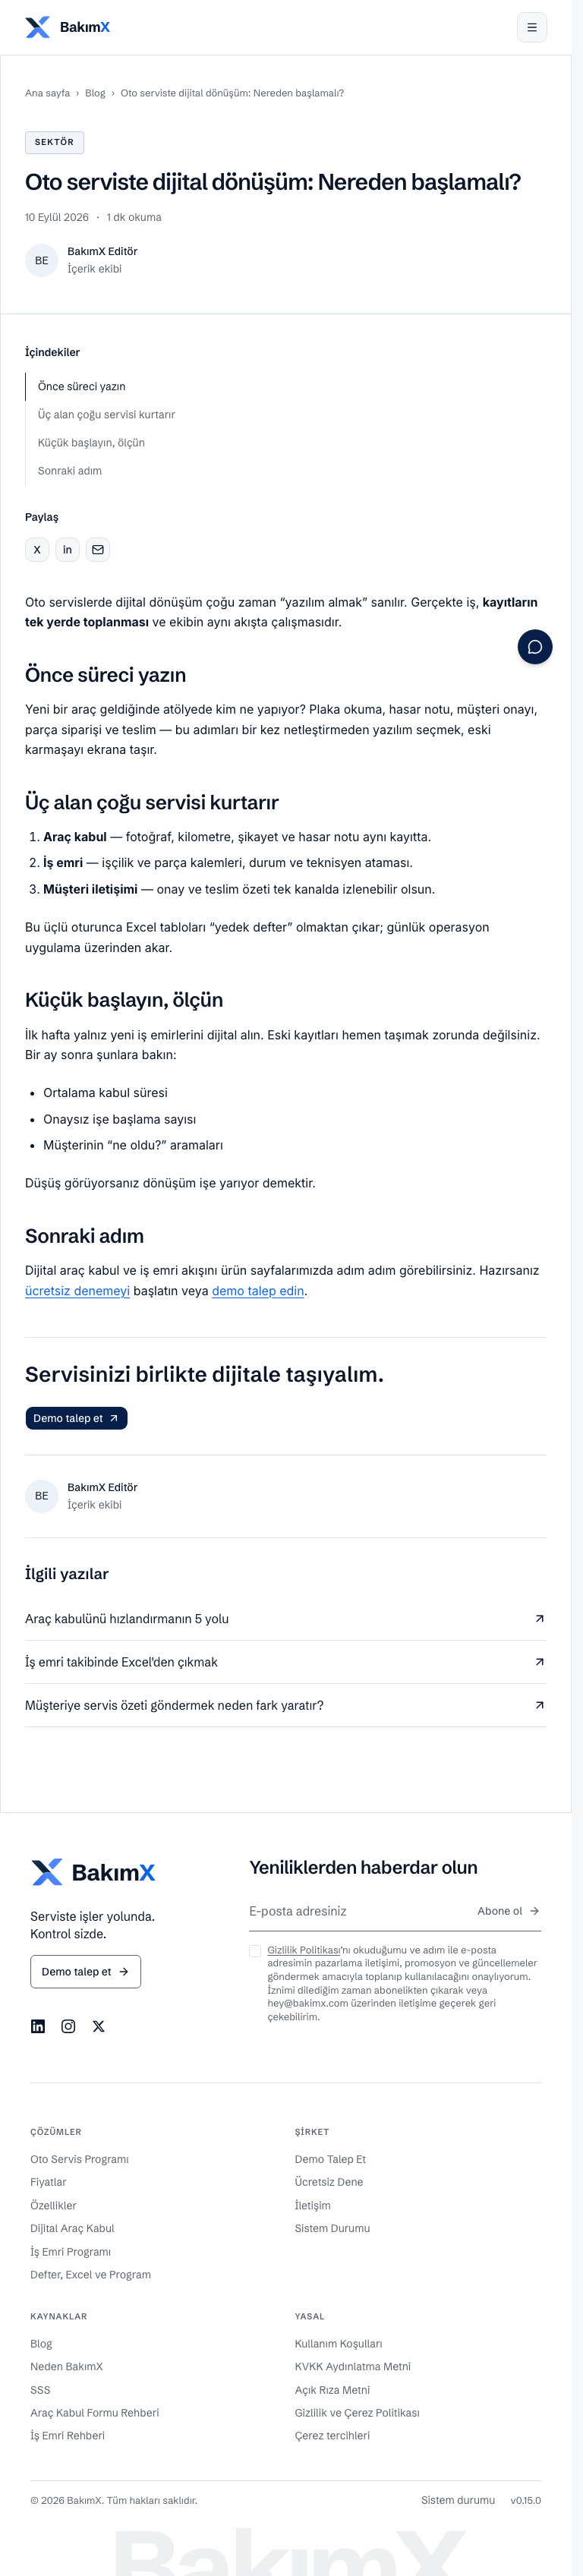 BakımX
Ana sayfa › Blog › Oto serviste dijital dönüşüm: Nereden başlamalı?
SEKTÖR
Oto serviste dijital dönüşüm: Nereden başlamalı?
10 Eylül 2026 · 1 dk okuma
BE
BakımX Editör
İçerik ekibi
İçindekiler
Önce süreci yazın
Üç alan çoğu servisi kurtarır
Küçük başlayın, ölçün
Sonraki adım
Paylaş
X in
Oto servislerde dijital dönüşüm çoğu zaman “yazılım almak” sanılır. Gerçekte iş, kayıtların
tek yerde toplanması ve ekibin aynı akışta çalışmasıdır.
Önce süreci yazın
Yeni bir araç geldiğinde atölyede kim ne yapıyor? Plaka okuma, hasar notu, müşteri onayı,
parça siparişi ve teslim — bu adımları bir kez netleştirmeden yazılım seçmek, eski
karmaşayı ekrana taşır.
Üç alan çoğu servisi kurtarır
1. Araç kabul — fotoğraf, kilometre, şikayet ve hasar notu aynı kayıtta.
2. İş emri — işçilik ve parça kalemleri, durum ve teknisyen ataması.
3. Müşteri iletişimi — onay ve teslim özeti tek kanalda izlenebilir olsun.
Bu üçlü oturunca Excel tabloları “yedek defter” olmaktan çıkar; günlük operasyon
uygulama üzerinden akar.
Küçük başlayın, ölçün
İlk hafta yalnız yeni iş emirlerini dijital alın. Eski kayıtları hemen taşımak zorunda değilsiniz.
Bir ay sonra şunlara bakın:
• Ortalama kabul süresi
• Onaysız işe başlama sayısı
• Müşterinin “ne oldu?” aramaları
Düşüş görüyorsanız dönüşüm işe yarıyor demektir.
Sonraki adım
Dijital araç kabul ve iş emri akışını ürün sayfalarımızda adım adım görebilirsiniz. Hazırsanız
ücretsiz denemeyi başlatın veya demo talep edin.
Servisinizi birlikte dijitale taşıyalım.
Demo talep et
BE
BakımX Editör
İçerik ekibi
İlgili yazılar
Araç kabulünü hızlandırmanın 5 yolu
İş emri takibinde Excel'den çıkmak
Müşteriye servis özeti göndermek neden fark yaratır?
BakımX
Serviste işler yolunda.
Kontrol sizde.
Demo talep et
Yeniliklerden haberdar olun
E-posta adresiniz
Abone ol
Gizlilik Politikası’nı okuduğumu ve adım ile e-posta
adresimin pazarlama iletişimi, promosyon ve güncellemeler
göndermek amacıyla toplanıp kullanılacağını onaylıyorum.
İznimi dilediğim zaman abonelikten çıkarak veya
hey@bakimx.com üzerinden iletişime geçerek geri
çekebilirim.
ÇÖZÜMLER
Oto Servis Programı
Fiyatlar
Özellikler
Dijital Araç Kabul
İş Emri Programı
Defter, Excel ve Program
ŞİRKET
Demo Talep Et
Ücretsiz Dene
İletişim
Sistem Durumu
KAYNAKLAR
Blog
Neden BakımX
SSS
Araç Kabul Formu Rehberi
İş Emri Rehberi
YASAL
Kullanım Koşulları
KVKK Aydınlatma Metni
Açık Rıza Metni
Gizlilik ve Çerez Politikası
Çerez tercihleri
© 2026 BakımX. Tüm hakları saklıdır.
Sistem durumu v0.15.0
BakımX